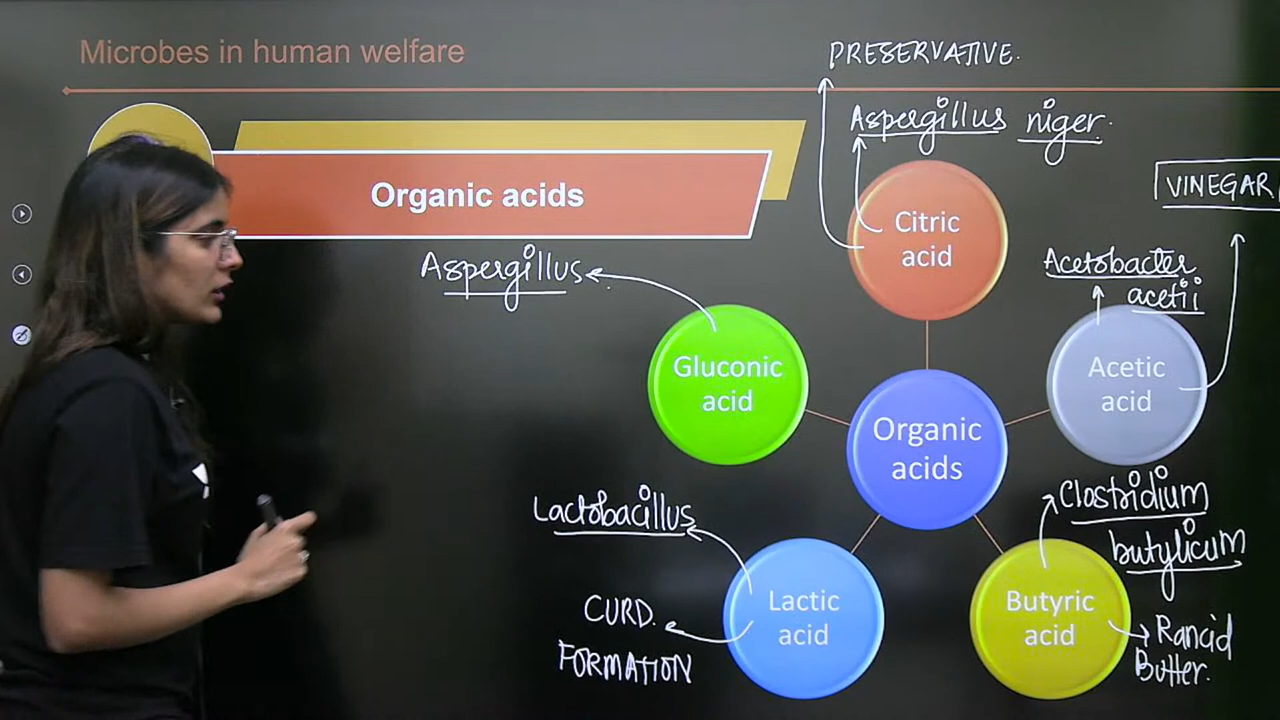 Microbes in human welfare
PRESERVATIVE.
Aspergillus niger.
Organic acids
VINEGAR
Citric
acid
Acetobacter
acetii
Aspergillus
Gluconic
acid
Acetic
acid
Organic
acids
Clostridium
butylicum
Lactobacillus
Lactic
acid
CURD.
FORMATION
Butyric
acid
Rancid
Butter.